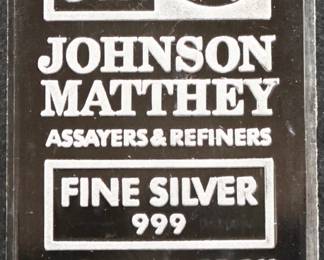 JOHNSON
MATTHEY
ASSAYERS & REFINERS
FINE SILVER
999